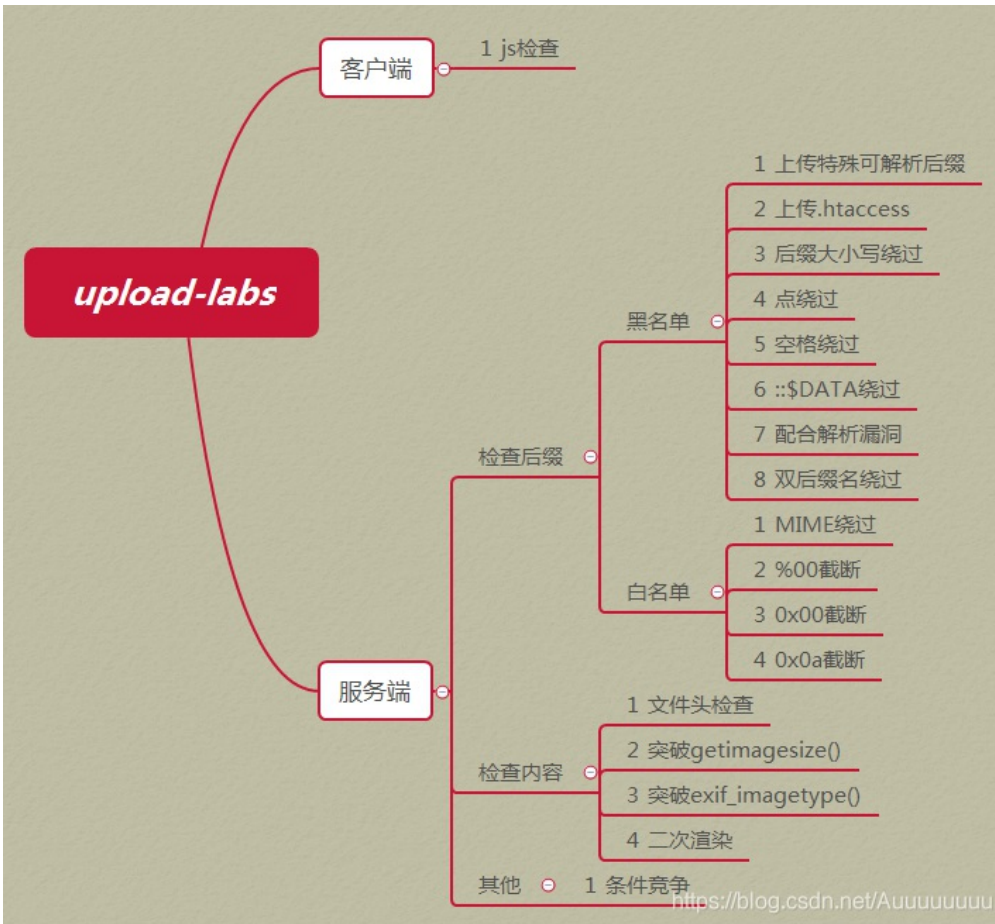 upload-labs
客户端
1 js检查
服务端
检查后缀
黑名单
1 上传特殊可解析后缀
2 上传.htaccess
3 后缀大小写绕过
4 点绕过
5 空格绕过
6 ::$DATA绕过
7 配合解析漏洞
8 双后缀名绕过
白名单
1 MIME绕过
2 %00截断
3 0x00截断
4 0x0a截断
检查内容
1 文件头检查
2 突破getimagesize()
3 突破exif_imagetype()
4 二次渲染
其他
1 条件竞争
https://blog.csdn.net/Auuuuuuuu